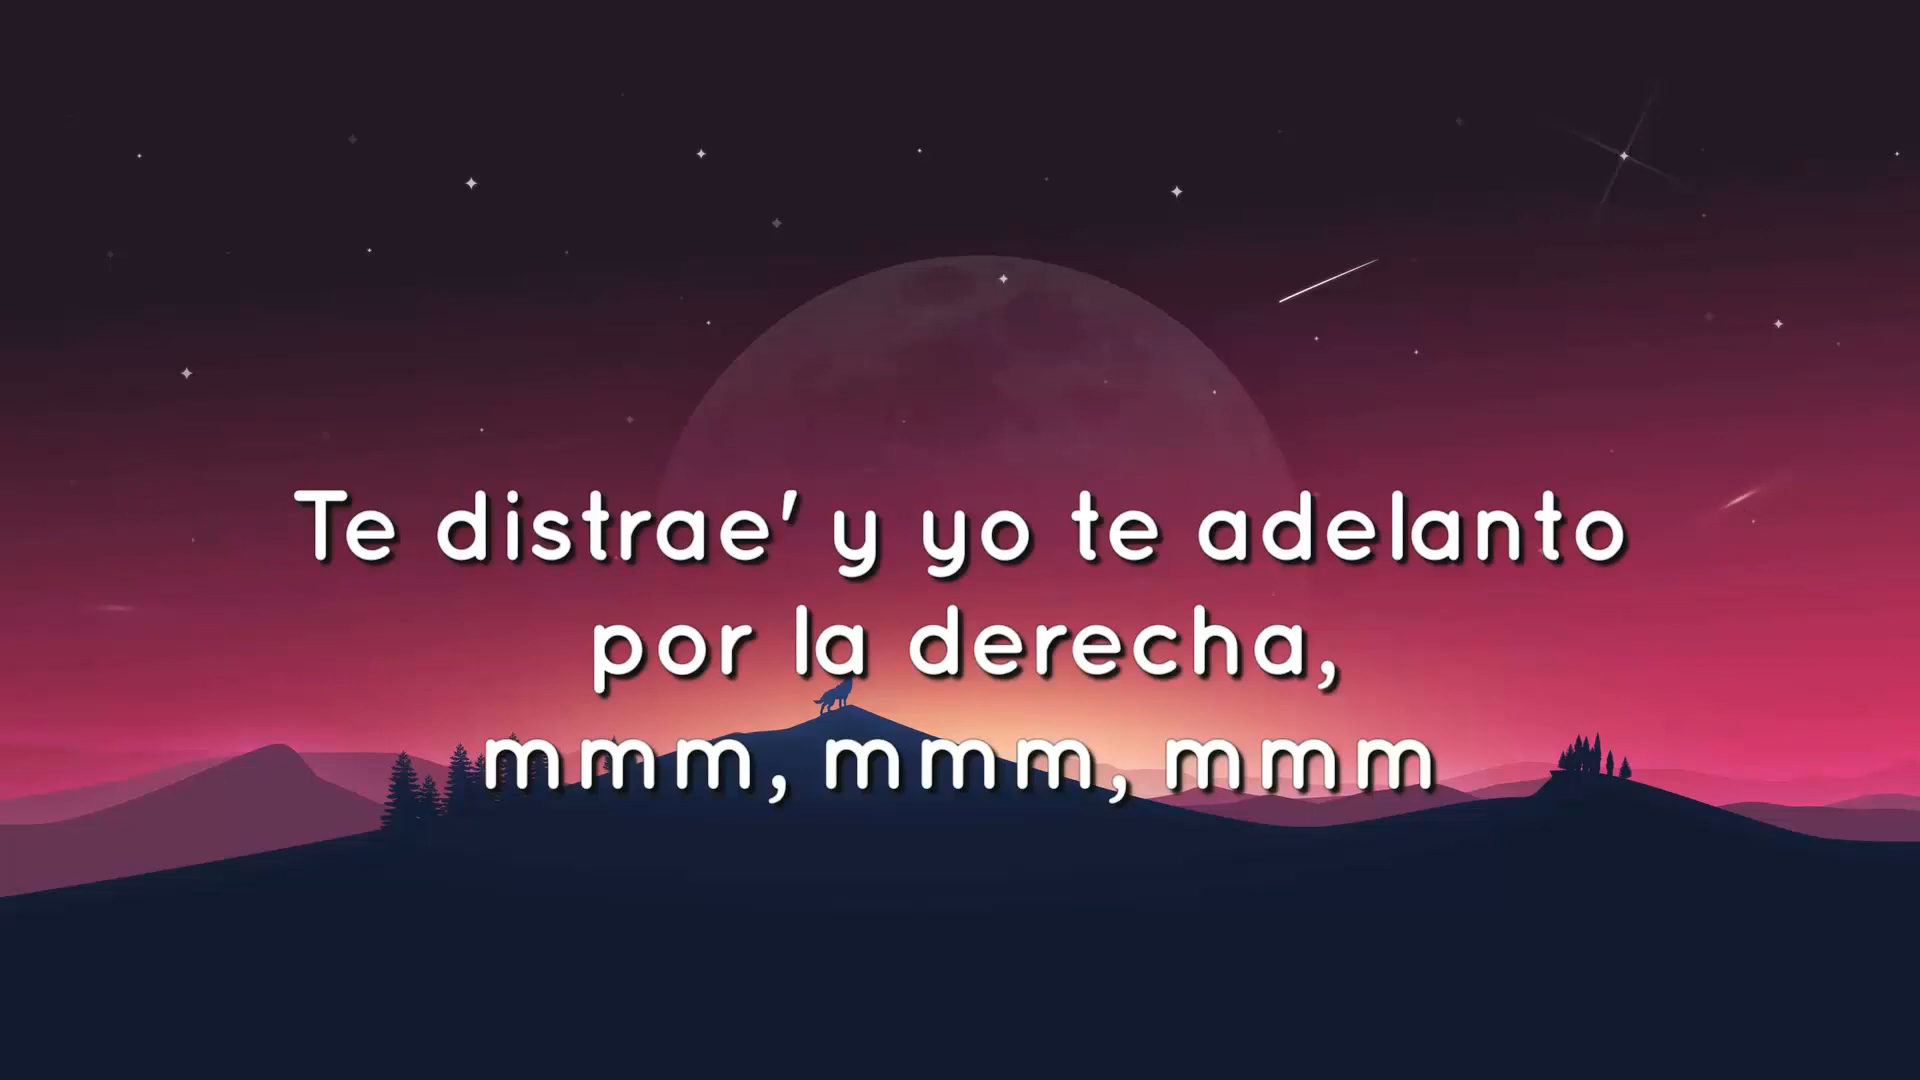 Te distrae' y yo te adelanto
por la derecha,
mmm, mmm, mmm